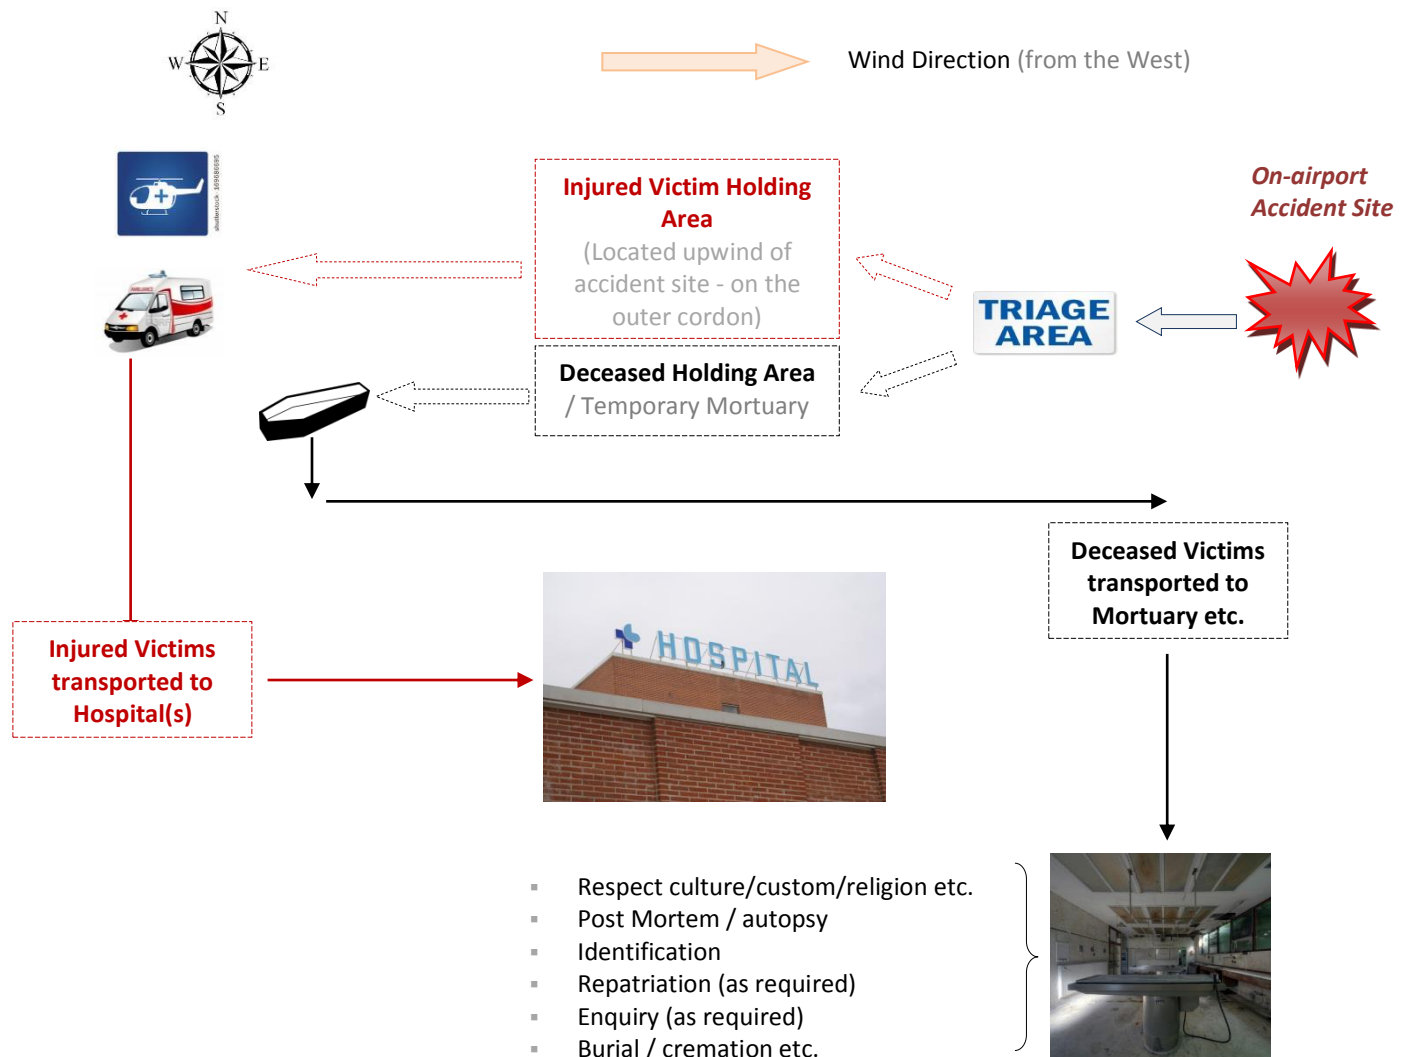 N
W
E
S
Wind Direction (from the West)
shutterstock · 169086695
AMBULANCE
Injured Victim Holding
Area
(Located upwind of
accident site - on the
outer cordon)
On-airport
Accident Site
TRIAGE
AREA
Deceased Holding Area
/ Temporary Mortuary
Deceased Victims
transported to
Mortuary etc.
Injured Victims
transported to
Hospital(s)
HOSPITAL
▪ Respect culture/custom/religion etc.
▪ Post Mortem / autopsy
▪ Identification
▪ Repatriation (as required)
▪ Enquiry (as required)
▪ Burial / cremation etc.